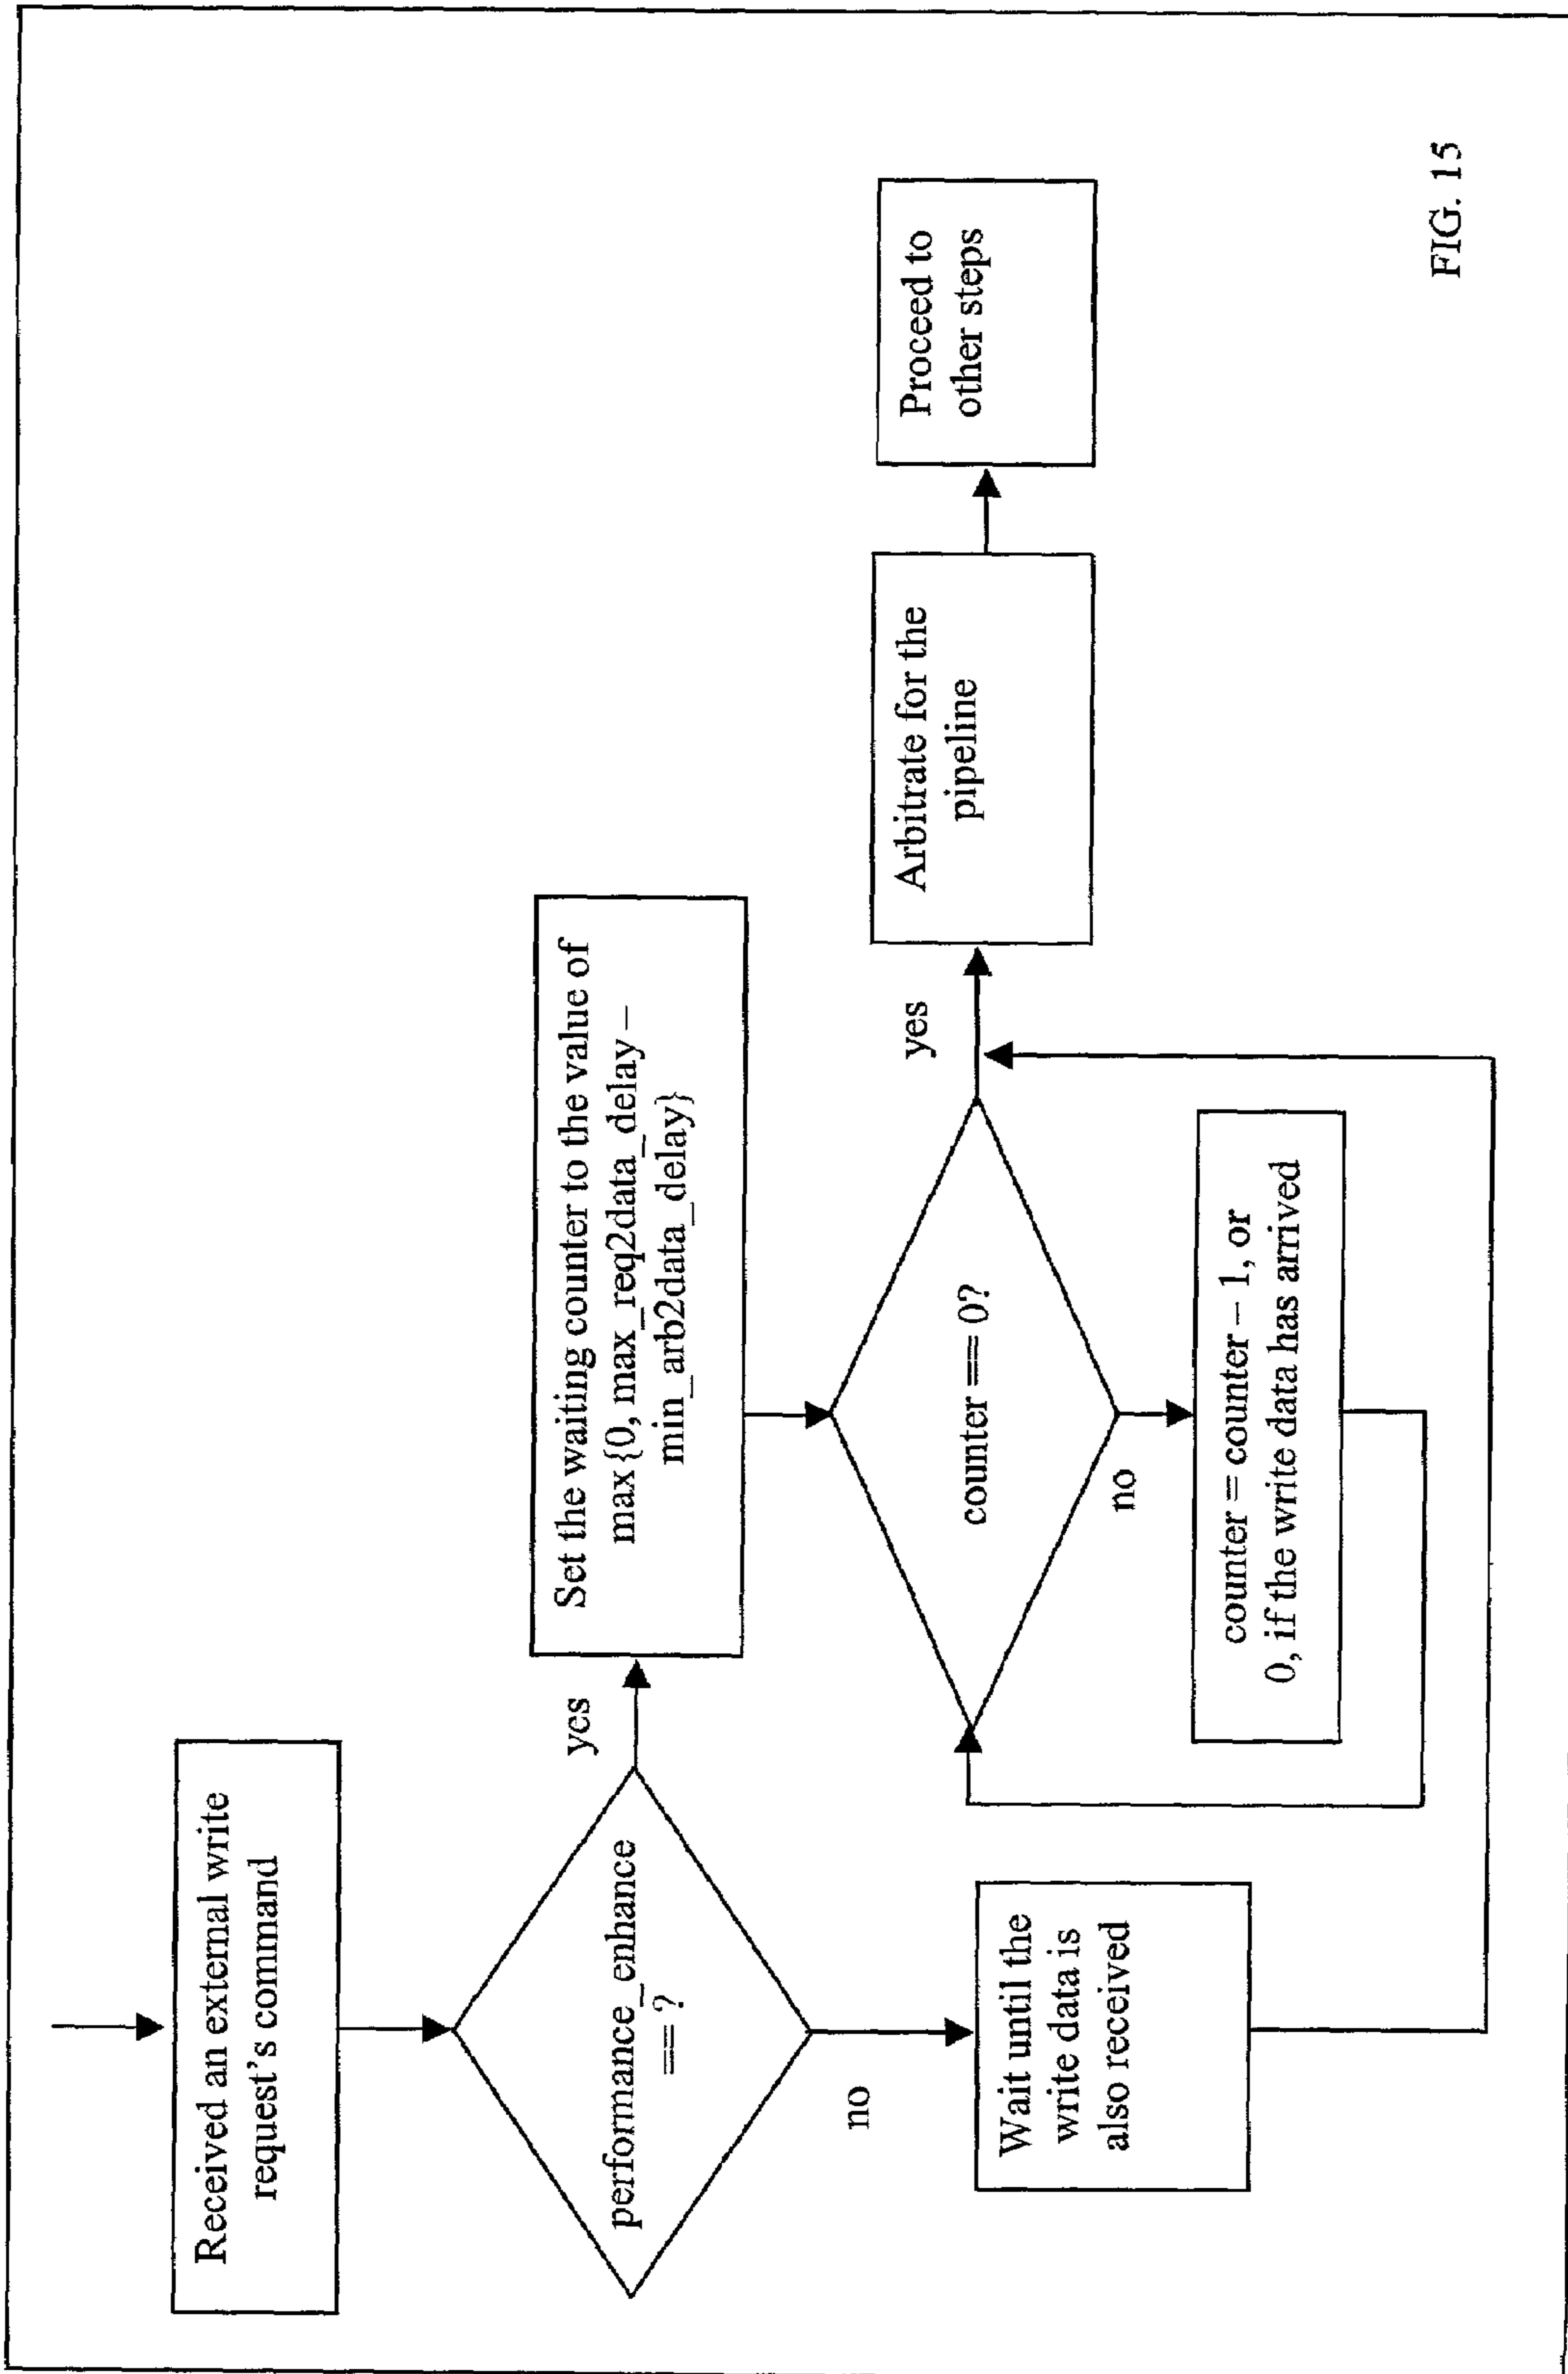 Received an external write
request's command
performance_enhance
== ?
yes
no
Set the waiting counter to the value of
max{0, max_req2data_delay –
min_arb2data_delay}
Wait until the
write data is
also received
counter == 0?
yes
no
counter = counter – 1, or
0, if the write data has arrived
Arbitrate for the
pipeline
Proceed to
other steps
FIG. 15